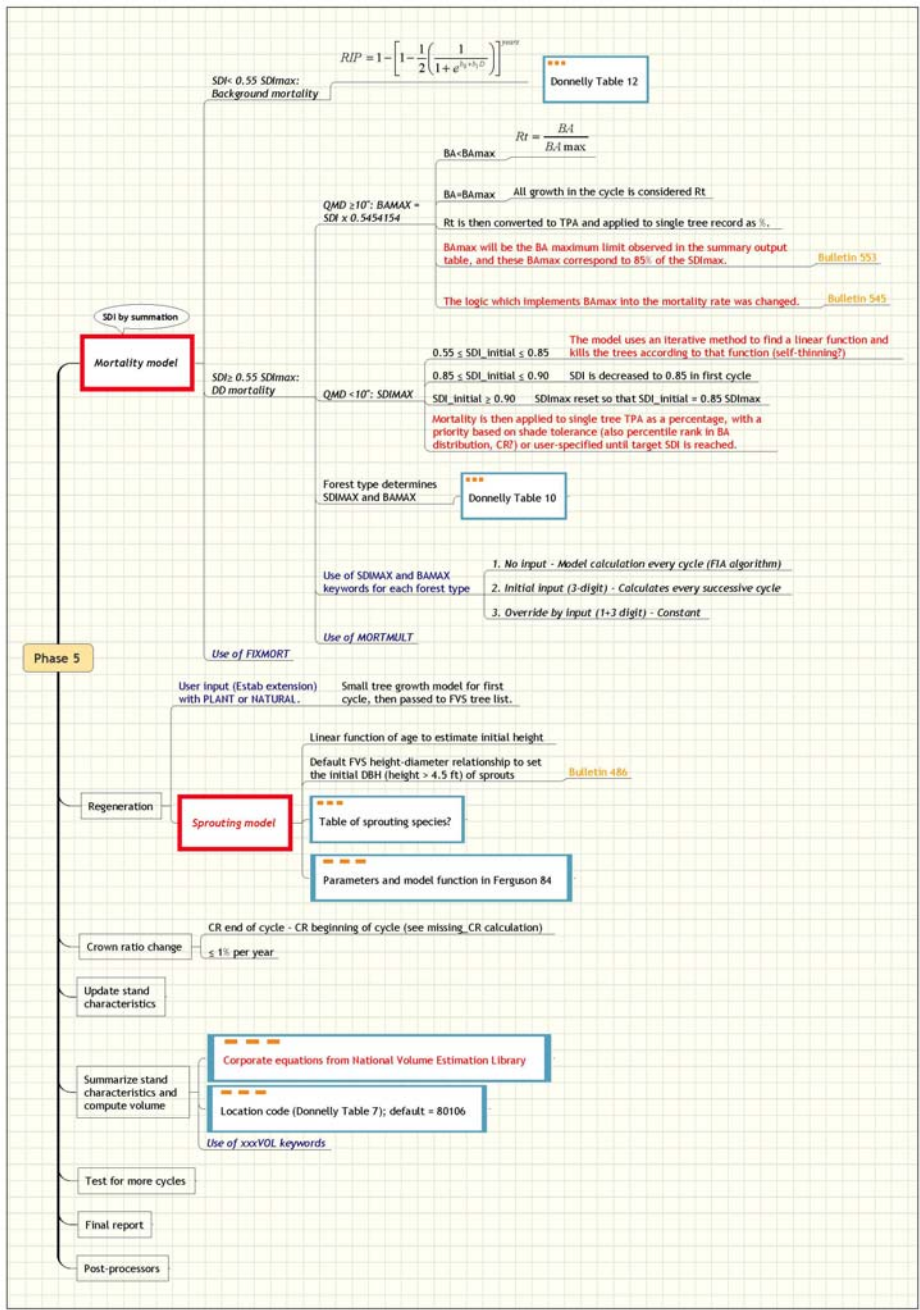 RIP = 1 − [1 − 1/2 (1/(1 + e^(b0+b1D)))]^years
SDI< 0.55 SDImax:
Background mortality
Donnelly Table 12
BA<BAmax
Rt = BA / BA max
BA=BAmax
All growth in the cycle is considered Rt
QMD ≥10": BAMAX =
SDI x 0.5454154
Rt is then converted to TPA and applied to single tree record as %.
BAmax will be the BA maximum limit observed in the summary output
table, and these BAmax correspond to 85% of the SDImax.
Bulletin 553
The logic which implements BAmax into the mortality rate was changed.
Bulletin 545
SDI by summation
Mortality model
SDI≥ 0.55 SDImax:
DD mortality
QMD <10": SDIMAX
0.55 ≤ SDI_initial ≤ 0.85
The model uses an iterative method to find a linear function and
kills the trees according to that function (self-thinning?)
0.85 ≤ SDI_initial ≤ 0.90
SDI is decreased to 0.85 in first cycle
SDI_initial ≥ 0.90
SDImax reset so that SDI_initial = 0.85 SDImax
Mortality is then applied to single tree TPA as a percentage, with a
priority based on shade tolerance (also percentile rank in BA
distribution, CR?) or user-specified until target SDI is reached.
Forest type determines
SDIMAX and BAMAX
Donnelly Table 10
Use of SDIMAX and BAMAX
keywords for each forest type
1. No input - Model calculation every cycle (FIA algorithm)
2. Initial input (3-digit) - Calculates every successive cycle
3. Override by input (1+3 digit) - Constant
Use of MORTMULT
Use of FIXMORT
Phase 5
User input (Estab extension)
with PLANT or NATURAL.
Small tree growth model for first
cycle, then passed to FVS tree list.
Regeneration
Sprouting model
Linear function of age to estimate initial height
Default FVS height-diameter relationship to set
the initial DBH (height > 4.5 ft) of sprouts
Bulletin 486
Table of sprouting species?
Parameters and model function in Ferguson 84
Crown ratio change
CR end of cycle - CR beginning of cycle (see missing_CR calculation)
≤ 1% per year
Update stand
characteristics
Summarize stand
characteristics and
compute volume
Corporate equations from National Volume Estimation Library
Location code (Donnelly Table 7); default = 80106
Use of xxxVOL keywords
Test for more cycles
Final report
Post-processors